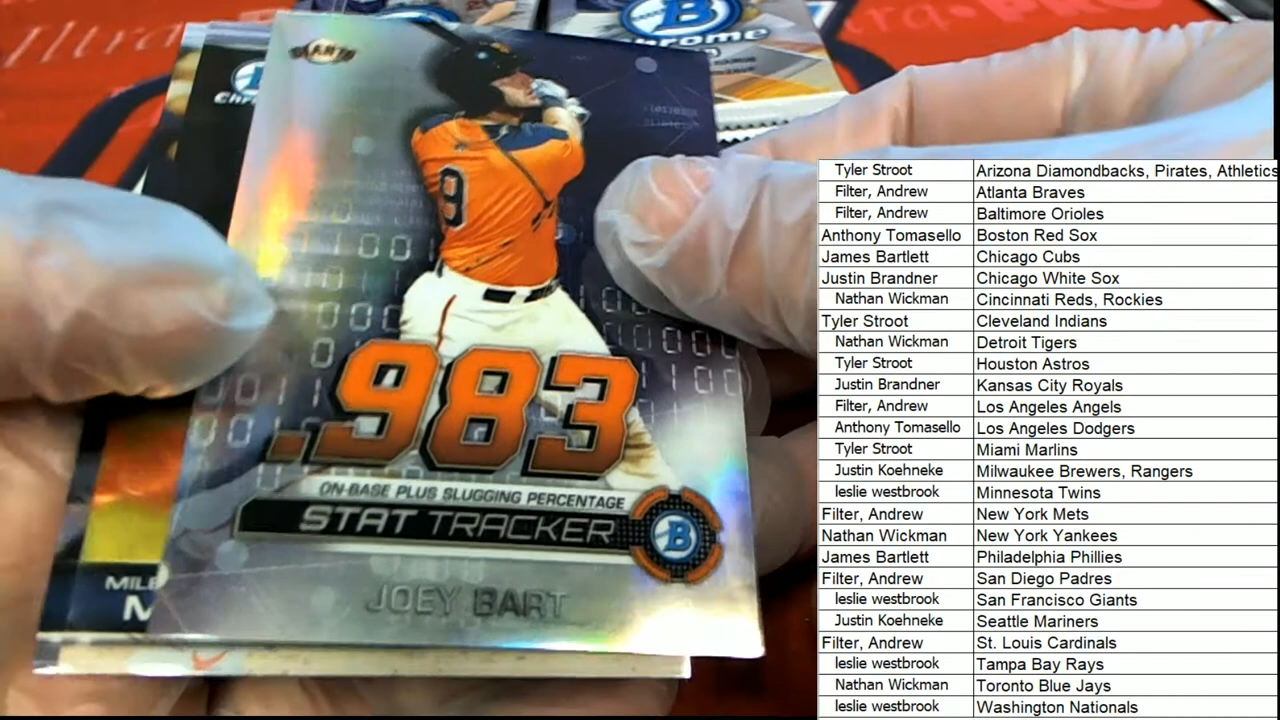 GIANTS
B
Chrome
9
.983
ON-BASE PLUS SLUGGING PERCENTAGE
STAT TRACKER
B
JOEY BART
Tyler Stroot Arizona Diamondbacks, Pirates, Athletics
Filter, Andrew Atlanta Braves
Filter, Andrew Baltimore Orioles
Anthony Tomasello Boston Red Sox
James Bartlett Chicago Cubs
Justin Brandner Chicago White Sox
Nathan Wickman Cincinnati Reds, Rockies
Tyler Stroot Cleveland Indians
Nathan Wickman Detroit Tigers
Tyler Stroot Houston Astros
Justin Brandner Kansas City Royals
Filter, Andrew Los Angeles Angels
Anthony Tomasello Los Angeles Dodgers
Tyler Stroot Miami Marlins
Justin Koehneke Milwaukee Brewers, Rangers
leslie westbrook Minnesota Twins
Filter, Andrew New York Mets
Nathan Wickman New York Yankees
James Bartlett Philadelphia Phillies
Filter, Andrew San Diego Padres
leslie westbrook San Francisco Giants
Justin Koehneke Seattle Mariners
Filter, Andrew St. Louis Cardinals
leslie westbrook Tampa Bay Rays
Nathan Wickman Toronto Blue Jays
leslie westbrook Washington Nationals